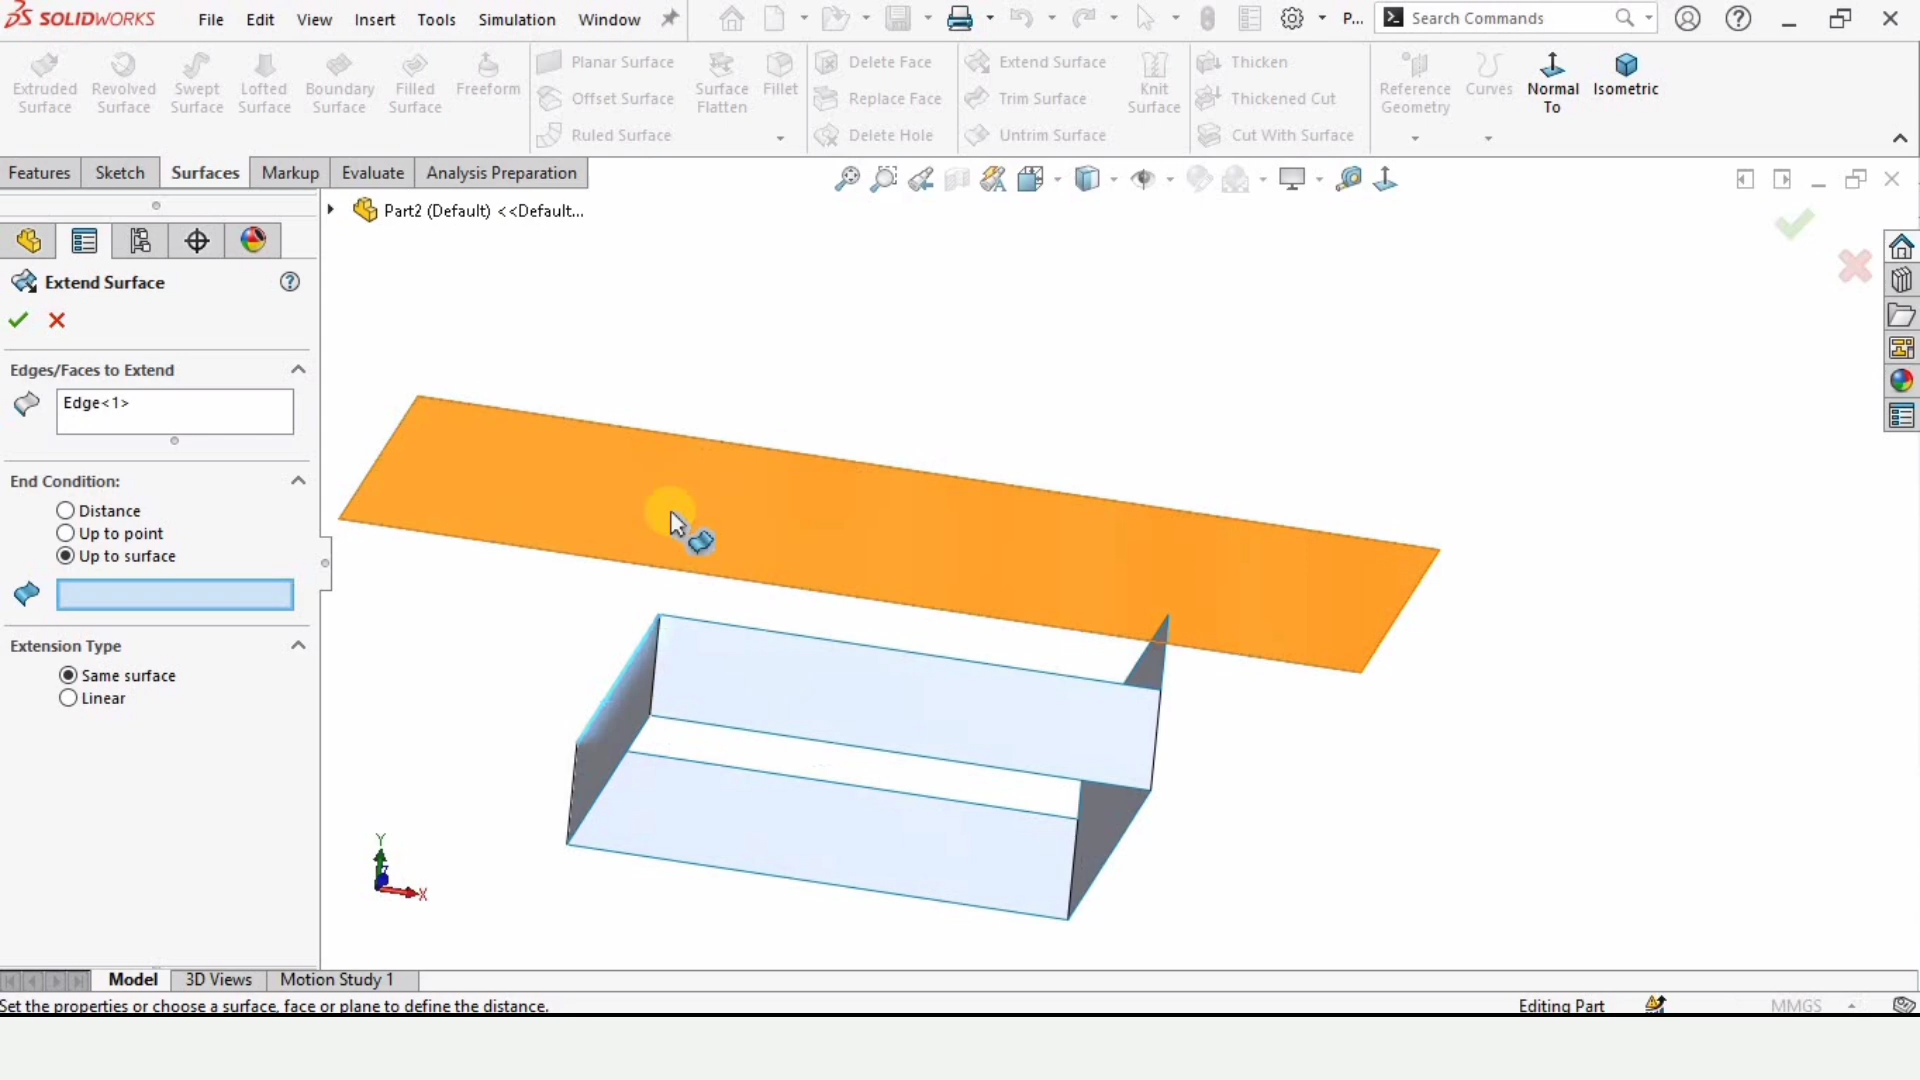 SOLIDWORKS File Edit View Insert Tools Simulation Window P... Search Commands
Extruded Surface
Revolved Surface
Swept Surface
Lofted Surface
Boundary Surface
Filled Surface
Freeform
Planar Surface
Offset Surface
Ruled Surface
Surface Flatten
Fillet
Delete Face
Replace Face
Delete Hole
Extend Surface
Trim Surface
Untrim Surface
Knit Surface
Thicken
Thickened Cut
Cut With Surface
Reference Geometry
Curves
Normal To
Isometric
Features Sketch Surfaces Markup Evaluate Analysis Preparation
Part2 (Default) <<Default...
Extend Surface
Edges/Faces to Extend
Edge<1>
End Condition:
Distance
Up to point
Up to surface
Extension Type
Same surface
Linear
Y
Z
X
Model 3D Views Motion Study 1
Set the properties or choose a surface, face or plane to define the distance. Editing Part MMGS